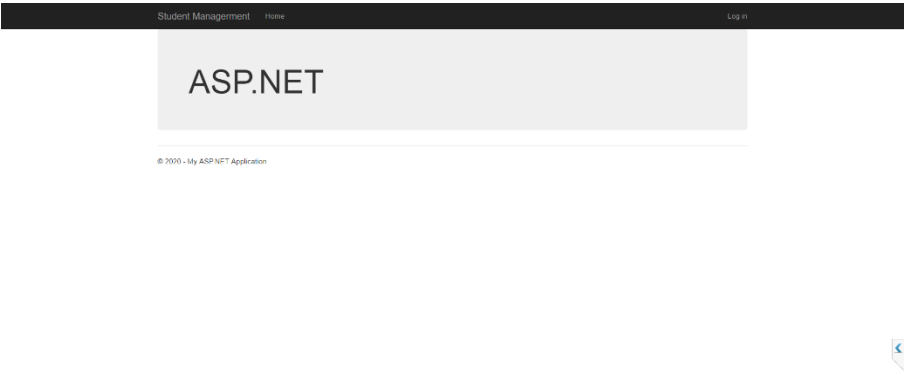 Student Managerment Home Log in
ASP.NET
© 2020 - My ASP.NET Application